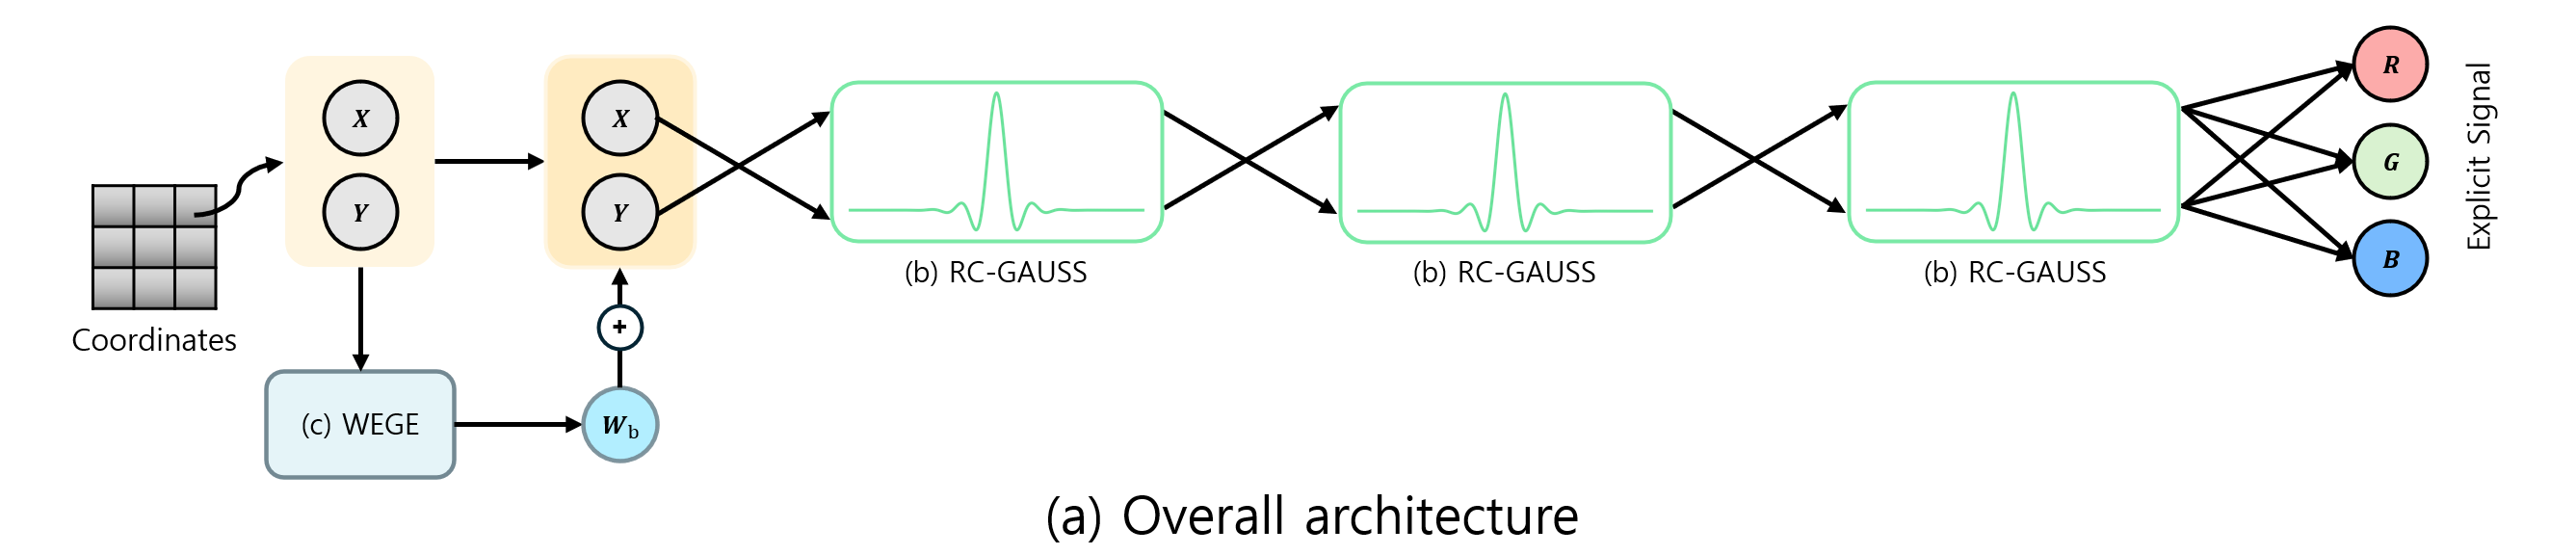 Coordinates
X
Y
(c) WEGE
X
Y
+
W_b
(b) RC-GAUSS
(b) RC-GAUSS
(b) RC-GAUSS
R
G
B
Explicit Signal
(a) Overall architecture